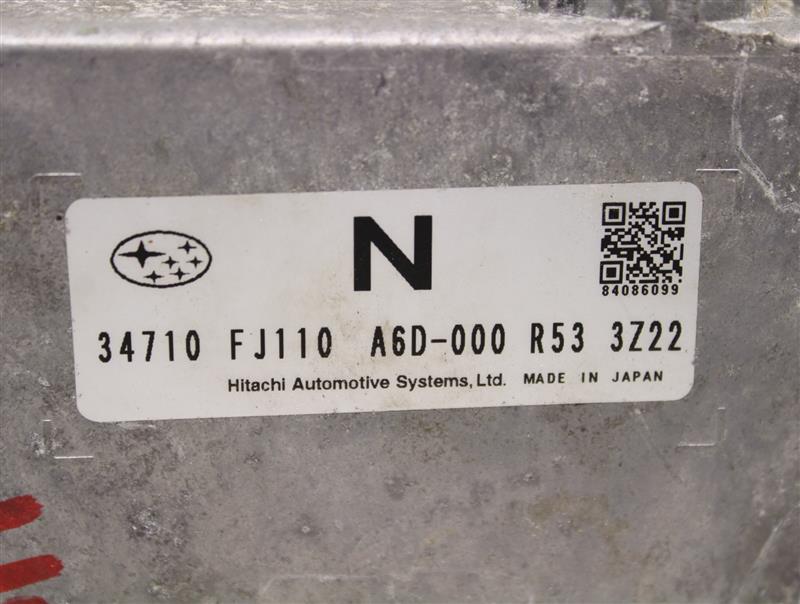 N
84086099
34710 FJ110 A6D-000 R53 3Z22
Hitachi Automotive Systems, Ltd. MADE IN JAPAN